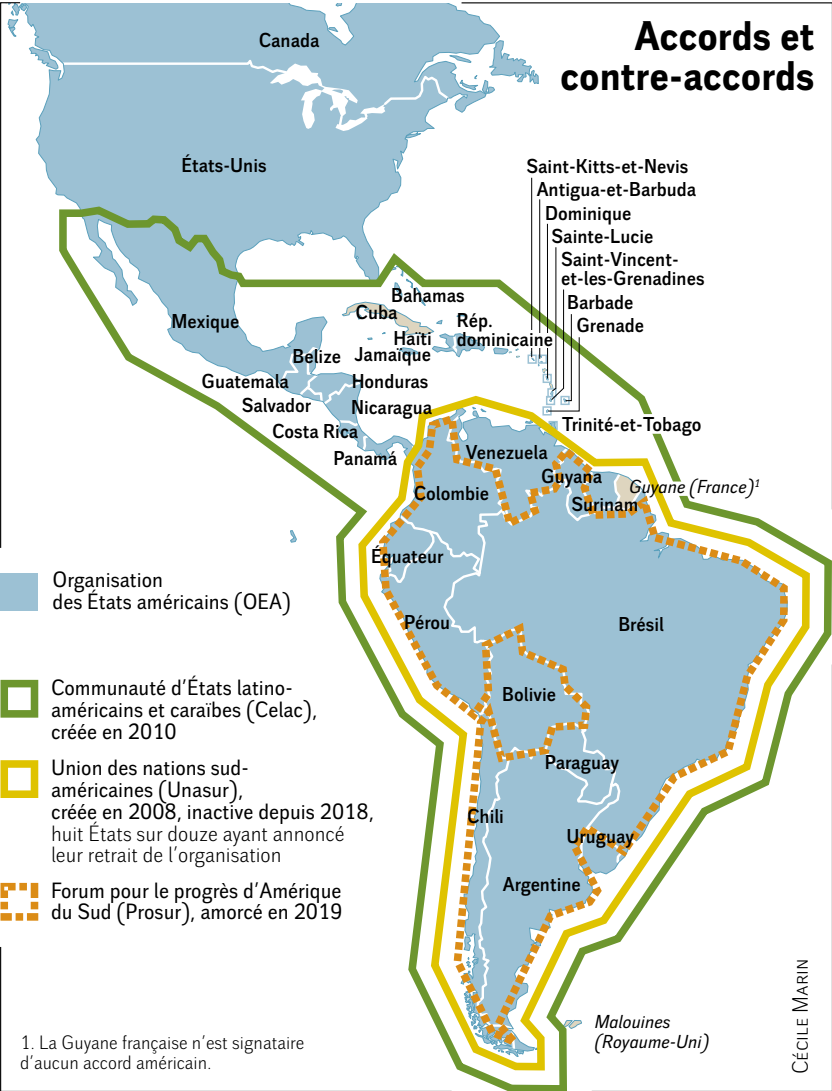 Accords et
contre-accords
Canada
États-Unis
Saint-Kitts-et-Nevis
Antigua-et-Barbuda
Dominique
Sainte-Lucie
Saint-Vincent-
et-les-Grenadines
Barbade
Grenade
Bahamas
Cuba
Mexique
Rép.
dominicaine
Haïti
Jamaïque
Belize
Guatemala
Honduras
Salvador
Nicaragua
Costa Rica
Trinité-et-Tobago
Panamá
Venezuela
Guyana
Guyane (France)¹
Colombie
Surinam
Équateur
Pérou
Brésil
Bolivie
Paraguay
Chili
Uruguay
Argentine
Malouines
(Royaume-Uni)
Organisation
des États américains (OEA)
Communauté d’États latino-
américains et caraïbes (Celac),
créée en 2010
Union des nations sud-
américaines (Unasur),
créée en 2008, inactive depuis 2018,
huit États sur douze ayant annoncé
leur retrait de l’organisation
Forum pour le progrès d’Amérique
du Sud (Prosur), amorcé en 2019
1. La Guyane française n’est signataire
d’aucun accord américain.
CÉCILE MARIN